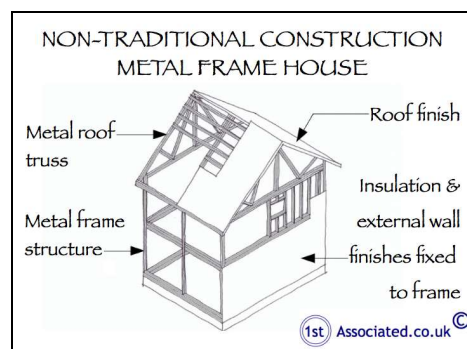 NON-TRADITIONAL CONSTRUCTION
METAL FRAME HOUSE
Metal roof
truss
Roof finish
Metal frame
structure
Insulation &
external wall
finishes fixed
to frame
1st Associated.co.uk ©